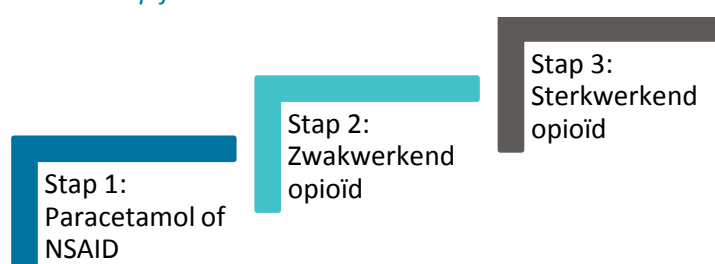 Stap 1:
Paracetamol of
NSAID
Stap 2:
Zwakwerkend
opioïd
Stap 3:
Sterkwerkend
opioïd